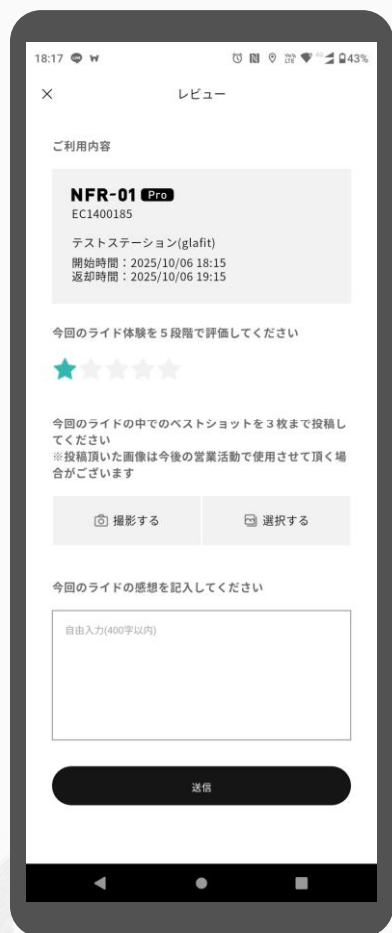 18:17 43%
レビュー
ご利用内容
NFR-01 Pro
EC1400185
テストステーション(glafit)
開始時間：2025/10/06 18:15
返却時間：2025/10/06 19:15
今回のライド体験を５段階で評価してください
今回のライドの中でのベストショットを３枚まで投稿し
てください
※投稿頂いた画像は今後の営業活動で使用させて頂く場
合がございます
撮影する 選択する
今回のライドの感想を記入してください
自由入力(400字以内)
送信